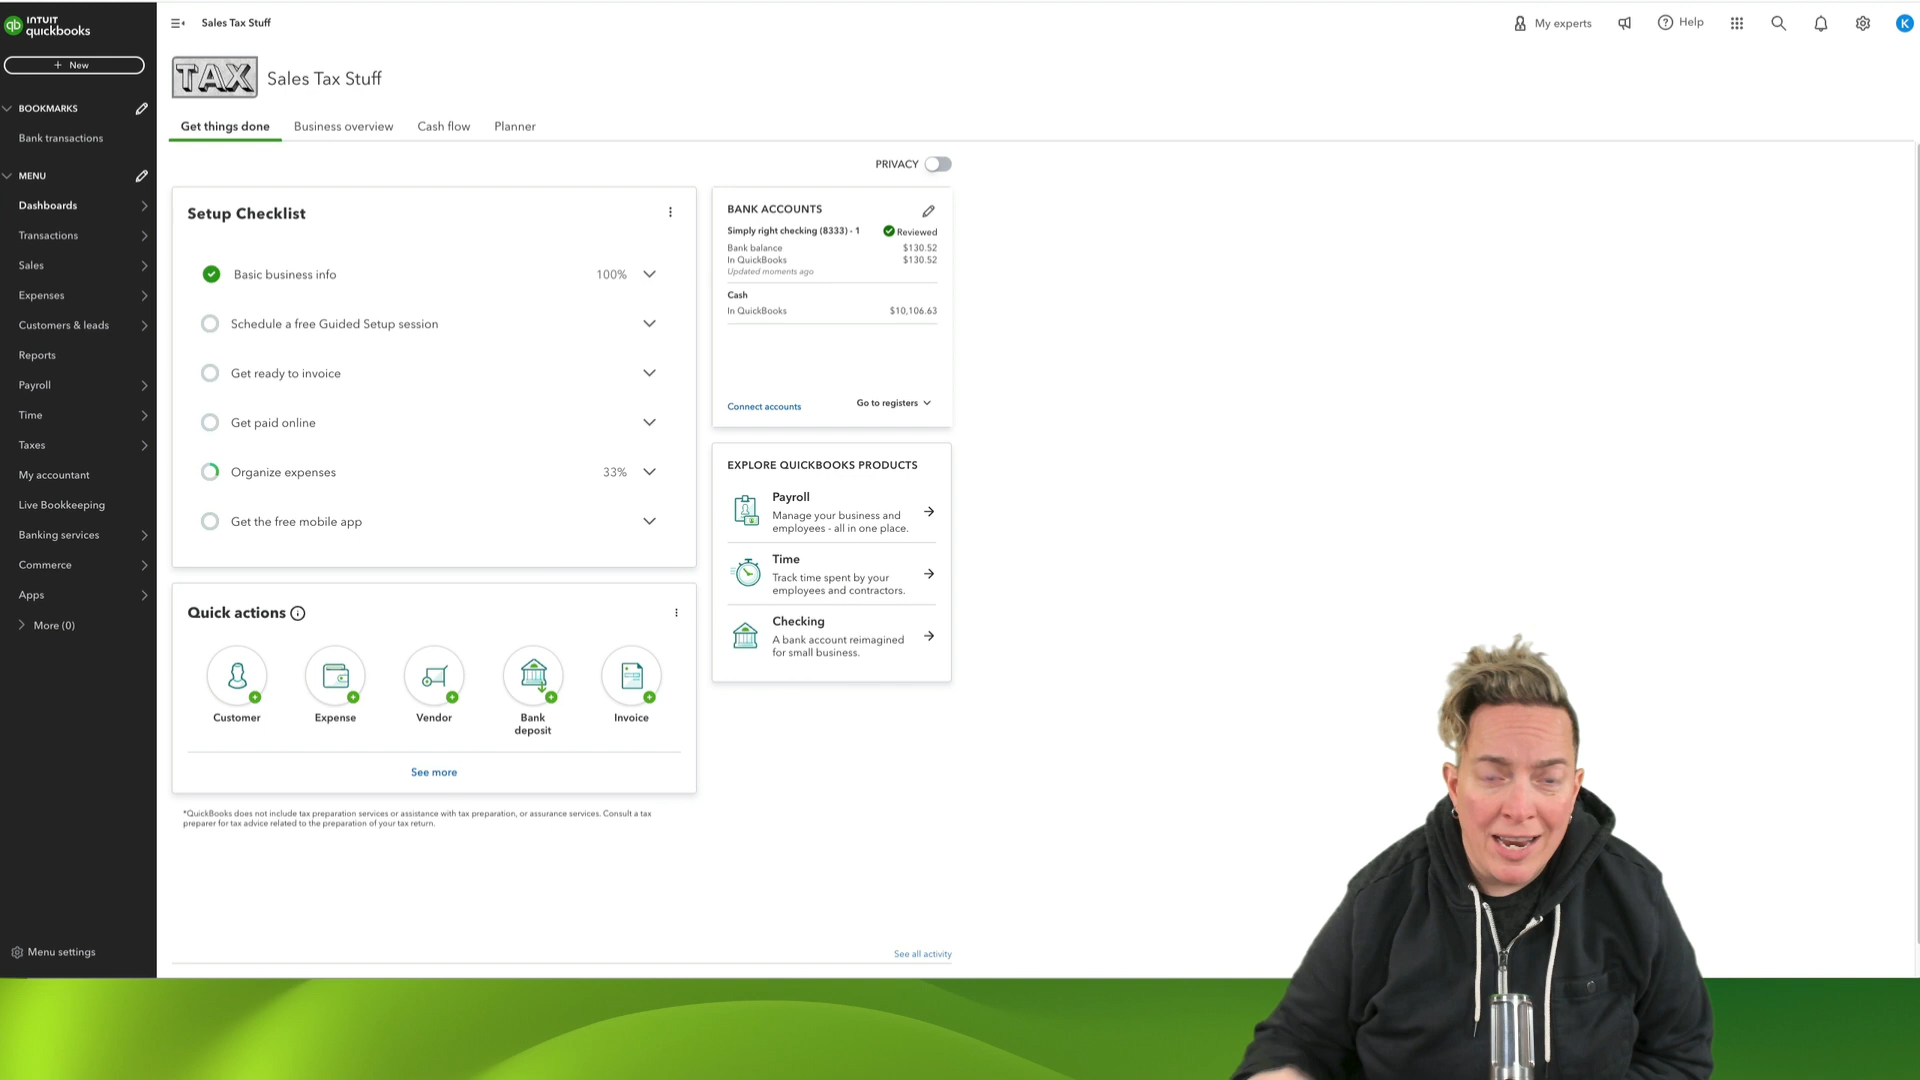 INTUIT
quickbooks
Sales Tax Stuff
My experts
Help
K
+ New
TAX
Sales Tax Stuff
BOOKMARKS
Bank transactions
MENU
Dashboards
Transactions
Sales
Expenses
Customers & leads
Reports
Payroll
Time
Taxes
My accountant
Live Bookkeeping
Banking services
Commerce
Apps
More (0)
Menu settings
Get things done
Business overview
Cash flow
Planner
PRIVACY
Setup Checklist
Basic business info
100%
Schedule a free Guided Setup session
Get ready to invoice
Get paid online
Organize expenses
33%
Get the free mobile app
Quick actions
Customer
Expense
Vendor
Bank
deposit
Invoice
See more
*QuickBooks does not include tax preparation services or assistance with tax preparation, or assurance services. Consult a tax
preparer for tax advice related to the preparation of your tax return.
BANK ACCOUNTS
Simply right checking (8333) - 1
Reviewed
Bank balance
$130.52
In QuickBooks
$130.52
Updated moments ago
Cash
In QuickBooks
$10,106.63
Connect accounts
Go to registers
EXPLORE QUICKBOOKS PRODUCTS
Payroll
Manage your business and
employees - all in one place.
Time
Track time spent by your
employees and contractors.
Checking
A bank account reimagined
for small business.
See all activity